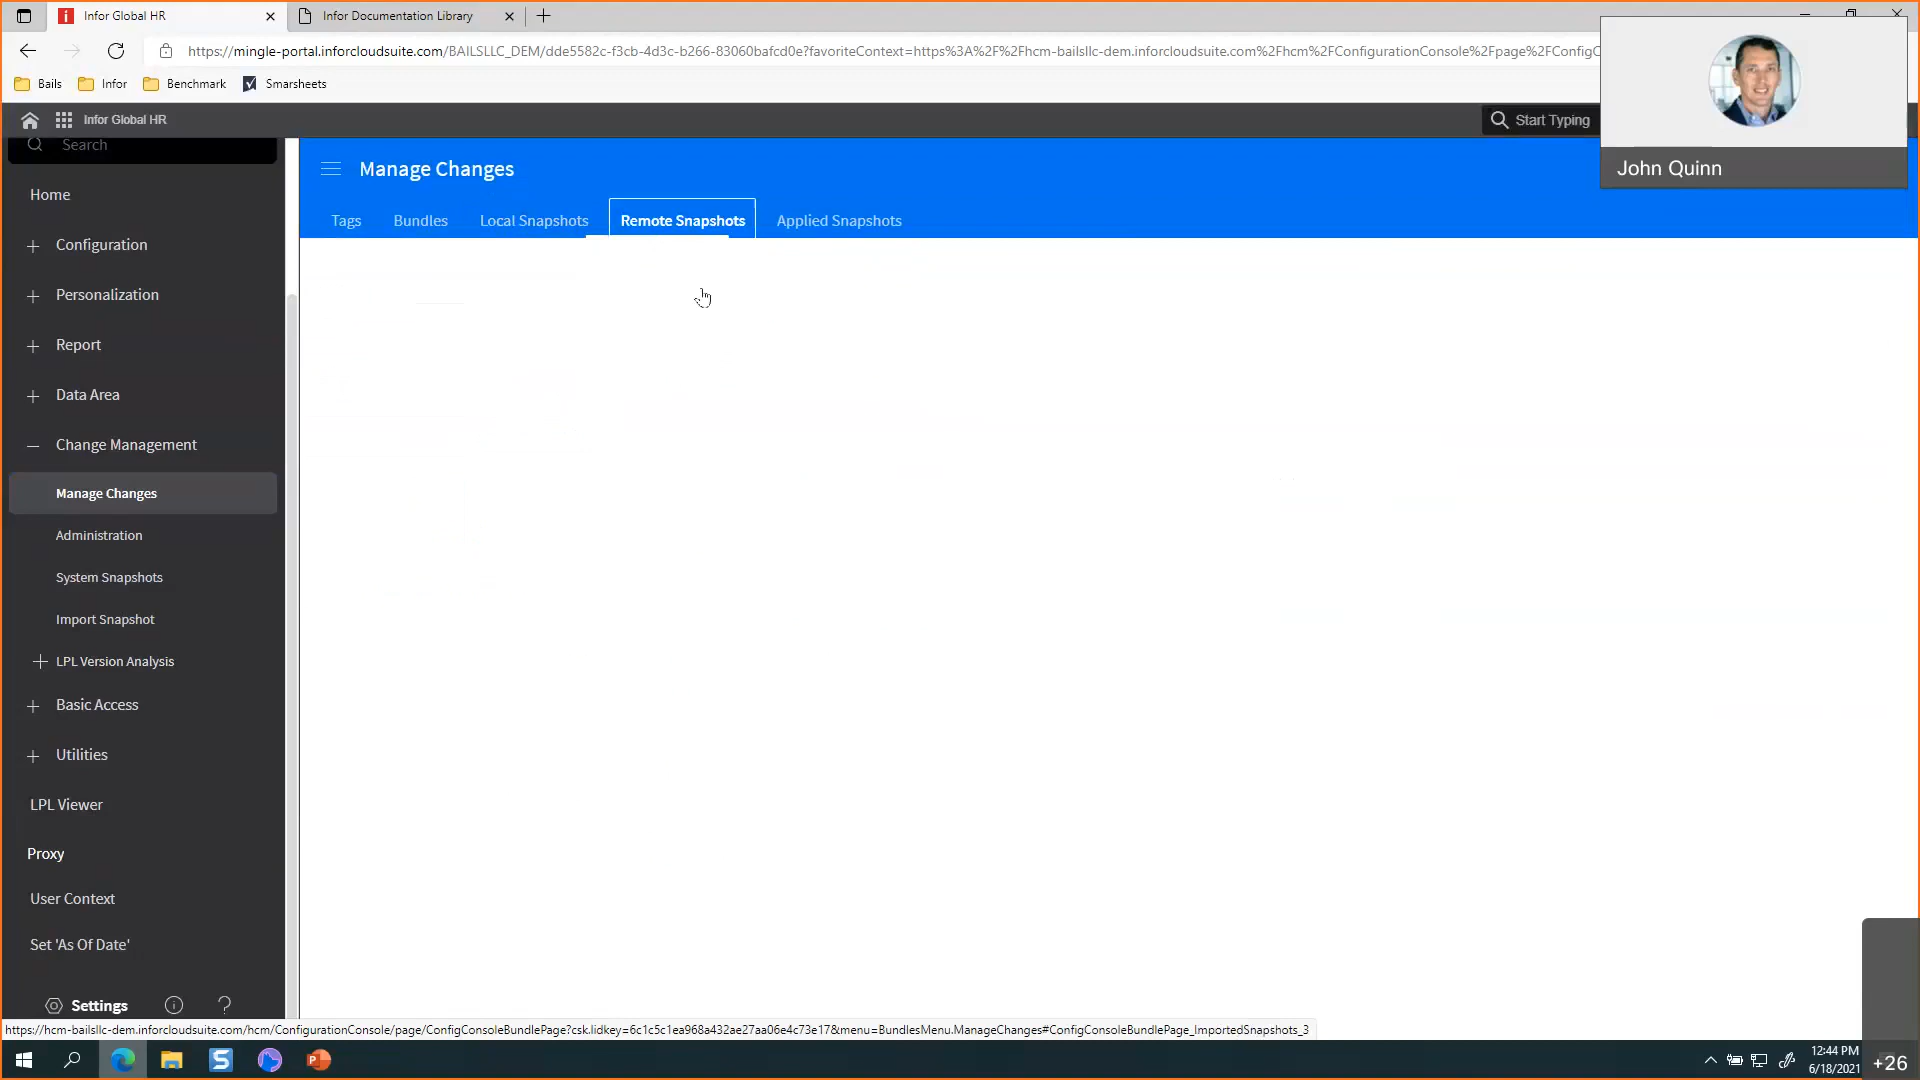 Infor Global HR
Infor Documentation Library
https://mingle-portal.inforcloudsuite.com/BAILSLLC_DEM/dde5582c-f3cb-4d3c-b266-83060bafcd0e?favoriteContext=https%3A%2F%2Fhcm-bailsllc-dem.inforcloudsuite.com%2Fhcm%2FConfigurationConsole%2Fpage%2FConfigC
Bails
Infor
Benchmark
Smarsheets
Infor Global HR
Start Typing
John Quinn
Search
Home
Configuration
Personalization
Report
Data Area
Change Management
Manage Changes
Administration
System Snapshots
Import Snapshot
LPL Version Analysis
Basic Access
Utilities
LPL Viewer
Proxy
User Context
Set 'As Of Date'
Settings
Manage Changes
Tags
Bundles
Local Snapshots
Remote Snapshots
Applied Snapshots
https://hcm-bailsllc-dem.inforcloudsuite.com/hcm/ConfigurationConsole/page/ConfigConsoleBundlePage?csk.lidkey=6c1c5c1ea968a432ae27aa06e4c73e17&menu=BundlesMenu.ManageChanges#ConfigConsoleBundlePage_ImportedSnapshots_3
12:44 PM
6/18/2021
+26